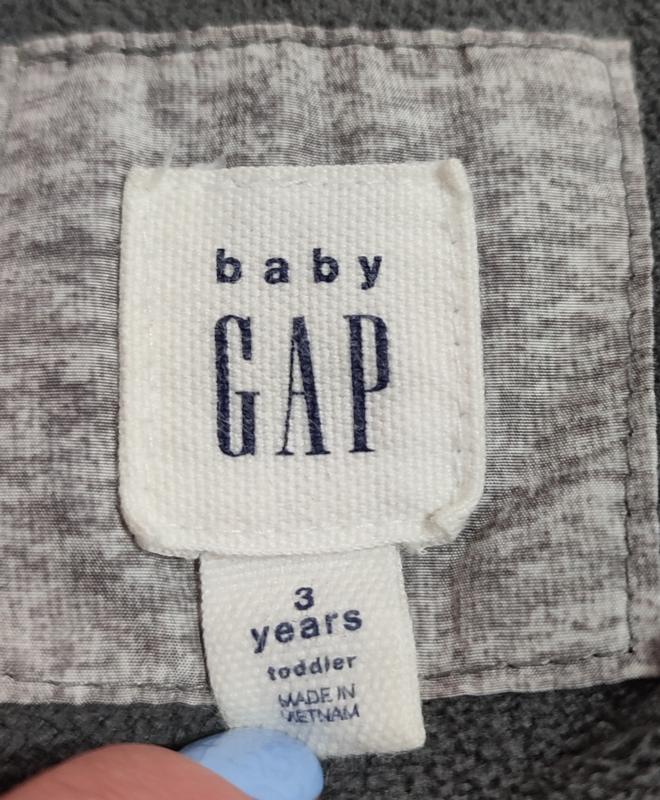 baby
GAP
3
years
toddler
MADE IN
VIETNAM